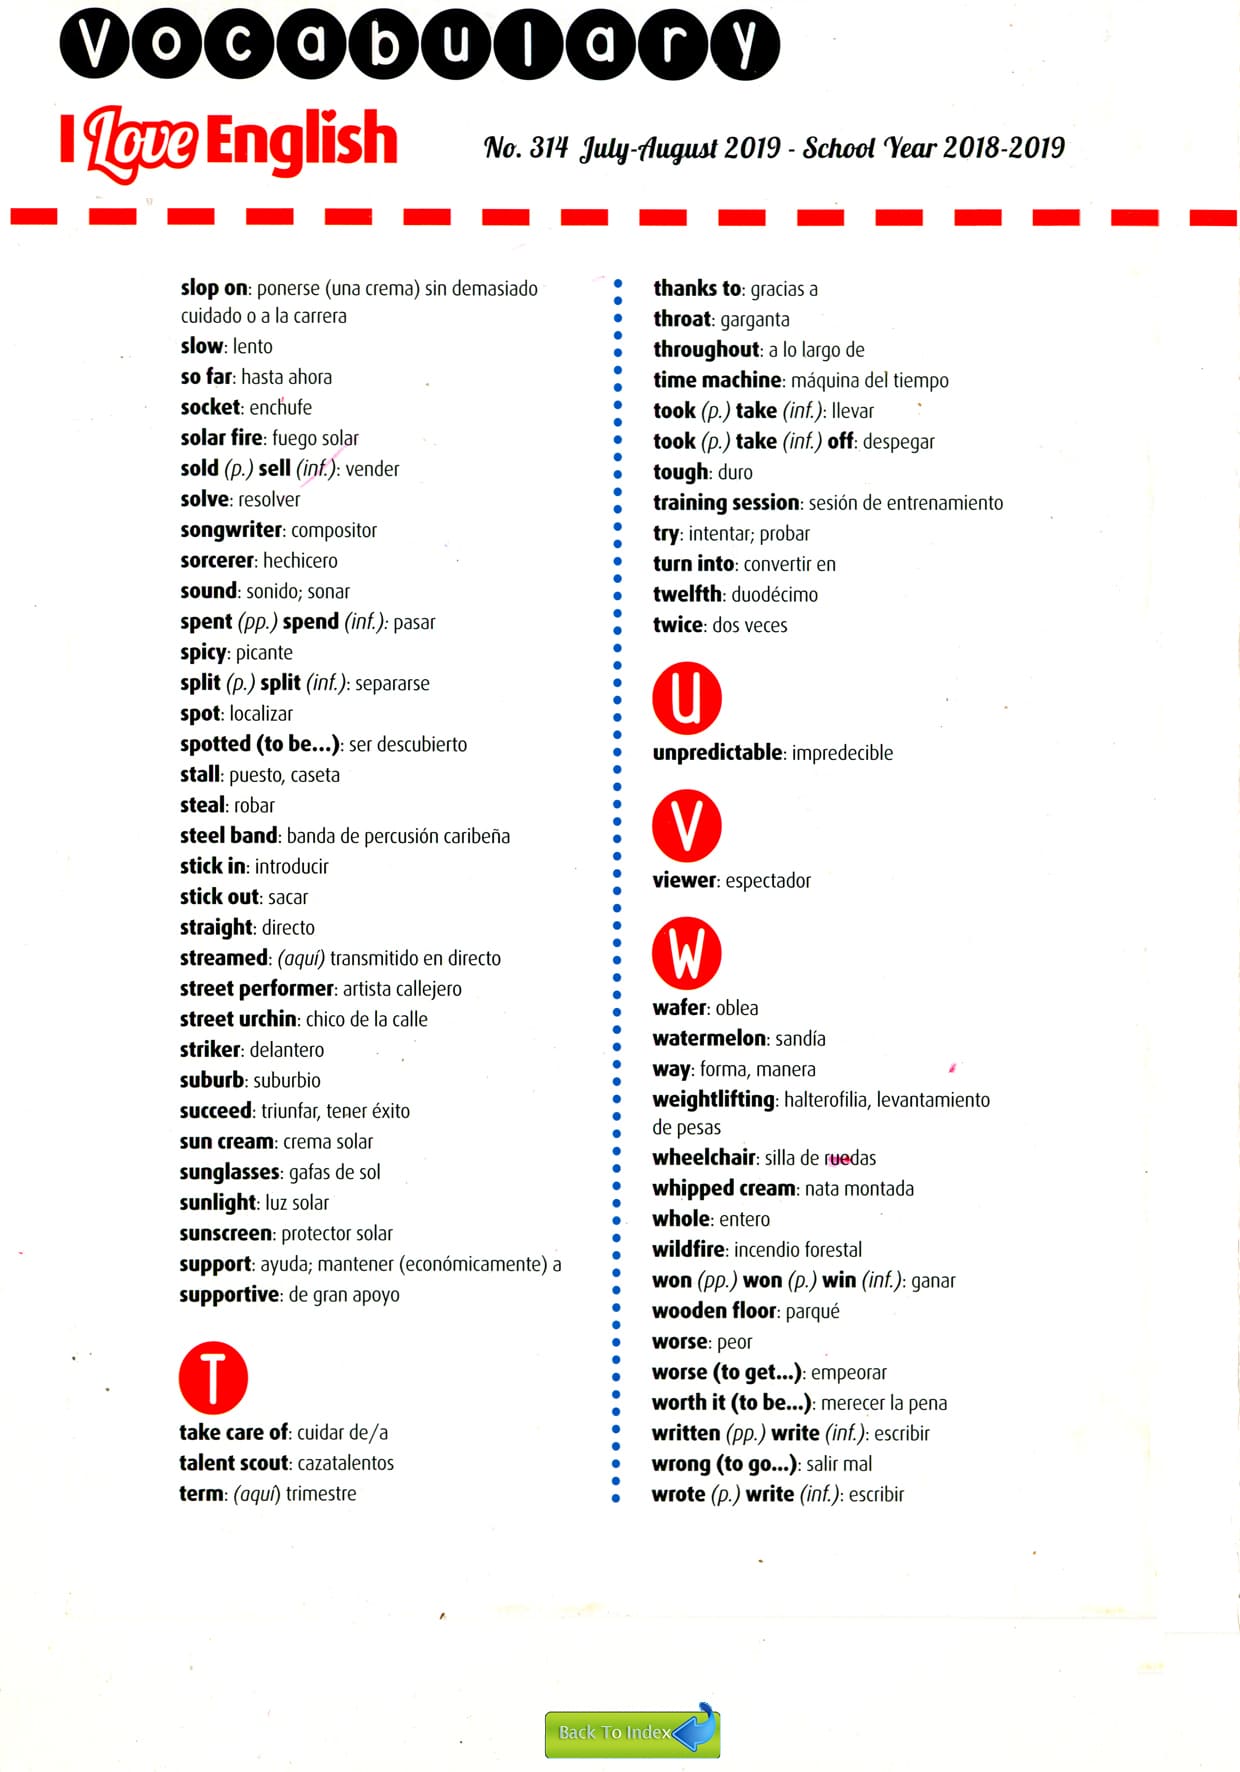 Vocabulary
I Love English
No. 314 July-August 2019 - School Year 2018-2019
slop on: ponerse (una crema) sin demasiado
cuidado o a la carrera
slow: lento
so far: hasta ahora
socket: enchufe
solar fire: fuego solar
sold (p.) sell (inf.): vender
solve: resolver
songwriter: compositor
sorcerer: hechicero
sound: sonido; sonar
spent (pp.) spend (inf.): pasar
spicy: picante
split (p.) split (inf.): separarse
spot: localizar
spotted (to be...): ser descubierto
stall: puesto, caseta
steal: robar
steel band: banda de percusión caribeña
stick in: introducir
stick out: sacar
straight: directo
streamed: (aquí) transmitido en directo
street performer: artista callejero
street urchin: chico de la calle
striker: delantero
suburb: suburbio
succeed: triunfar, tener éxito
sun cream: crema solar
sunglasses: gafas de sol
sunlight: luz solar
sunscreen: protector solar
support: ayuda; mantener (económicamente) a
supportive: de gran apoyo
T
take care of: cuidar de/a
talent scout: cazatalentos
term: (aquí) trimestre
thanks to: gracias a
throat: garganta
throughout: a lo largo de
time machine: máquina del tiempo
took (p.) take (inf.): llevar
took (p.) take (inf.) off: despegar
tough: duro
training session: sesión de entrenamiento
try: intentar; probar
turn into: convertir en
twelfth: duodécimo
twice: dos veces
U
unpredictable: impredecible
V
viewer: espectador
W
wafer: oblea
watermelon: sandía
way: forma, manera
weightlifting: halterofilia, levantamiento
de pesas
wheelchair: silla de ruedas
whipped cream: nata montada
whole: entero
wildfire: incendio forestal
won (pp.) won (p.) win (inf.): ganar
wooden floor: parqué
worse: peor
worse (to get...): empeorar
worth it (to be...): merecer la pena
written (pp.) write (inf.): escribir
wrong (to go...): salir mal
wrote (p.) write (inf.): escribir
Back To Index